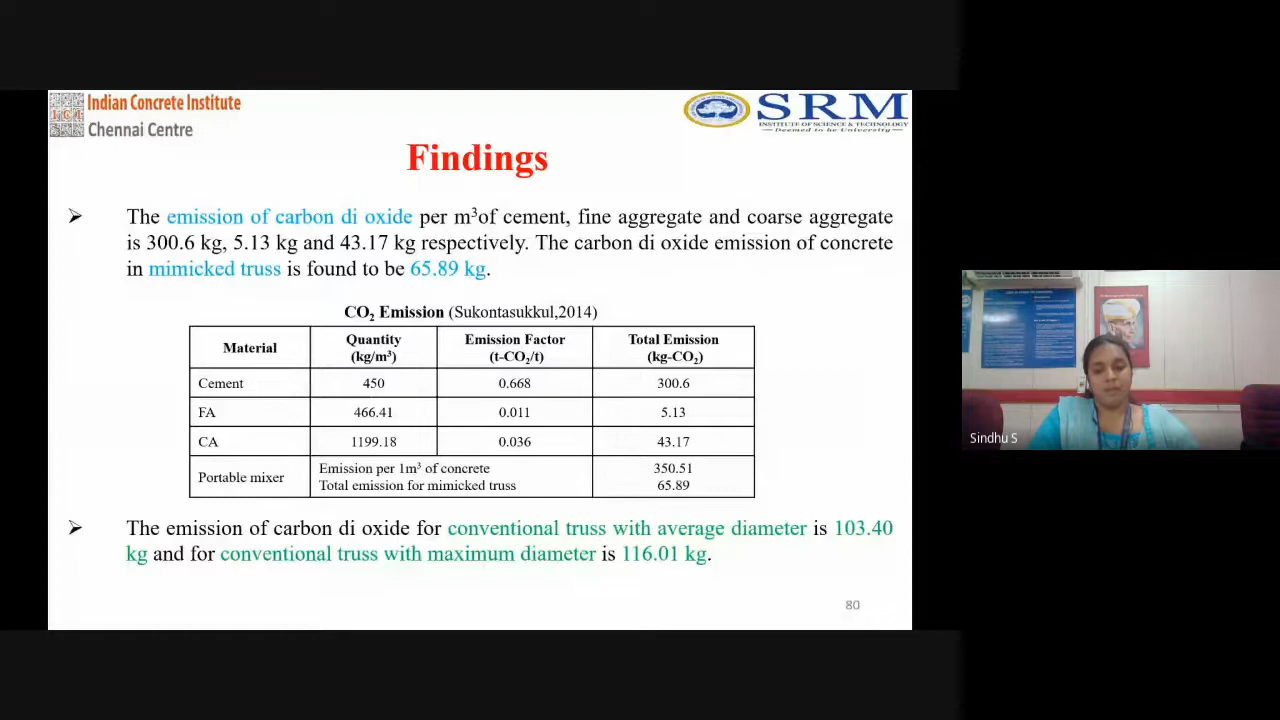 Indian Concrete Institute
Chennai Centre
ICI
SRM
INSTITUTE OF SCIENCE & TECHNOLOGY
Deemed to be University
Findings
➢ The emission of carbon di oxide per m³of cement, fine aggregate and coarse aggregate
is 300.6 kg, 5.13 kg and 43.17 kg respectively. The carbon di oxide emission of concrete
in mimicked truss is found to be 65.89 kg.
CO₂ Emission (Sukontasukkul,2014)
Material Quantity (kg/m³) Emission Factor (t-CO₂/t) Total Emission (kg-CO₂)
Cement 450 0.668 300.6
FA 466.41 0.011 5.13
CA 1199.18 0.036 43.17
Portable mixer Emission per 1m³ of concrete 350.51
Total emission for mimicked truss 65.89
➢ The emission of carbon di oxide for conventional truss with average diameter is 103.40
kg and for conventional truss with maximum diameter is 116.01 kg.
80
Sindhu S